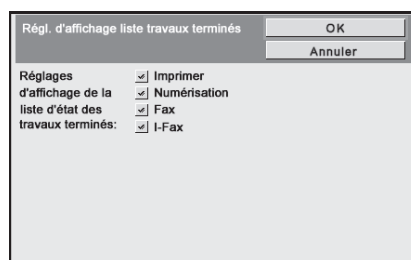 Régl. d'affichage liste travaux terminés
OK
Annuler
Réglages
d'affichage de la
liste d'état des
travaux terminés:
Imprimer
Numérisation
Fax
I-Fax